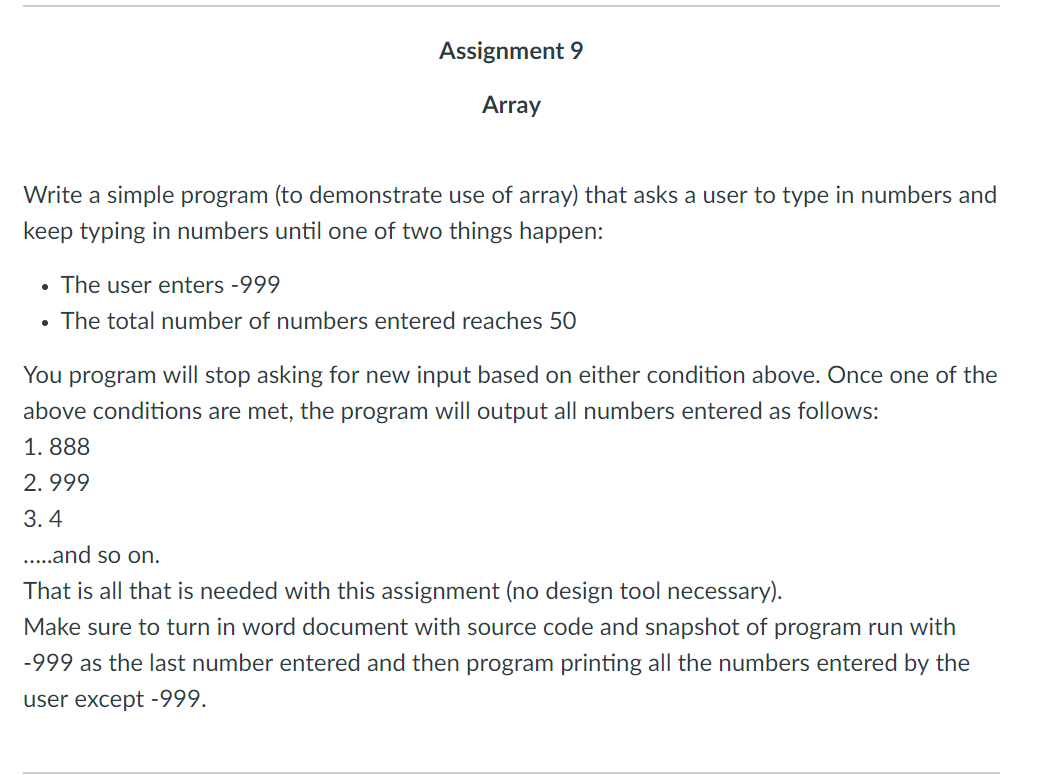 Assignment 9
Array
Write a simple program (to demonstrate use of array) that asks a user to type in numbers and
keep typing in numbers until one of two things happen:
• The user enters -999
• The total number of numbers entered reaches 50
You program will stop asking for new input based on either condition above. Once one of the
above conditions are met, the program will output all numbers entered as follows:
1. 888
2. 999
3. 4
.....and so on.
That is all that is needed with this assignment (no design tool necessary).
Make sure to turn in word document with source code and snapshot of program run with
-999 as the last number entered and then program printing all the numbers entered by the
user except -999.